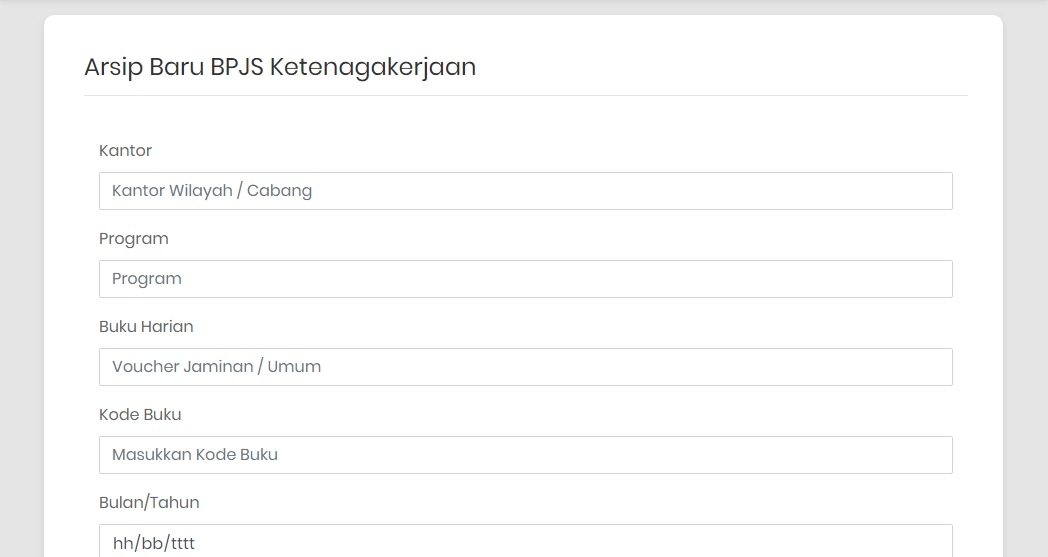 Arsip Baru BPJS Ketenagakerjaan
Kantor
Kantor Wilayah / Cabang
Program
Program
Buku Harian
Voucher Jaminan / Umum
Kode Buku
Masukkan Kode Buku
Bulan/Tahun
hh/bb/tttt